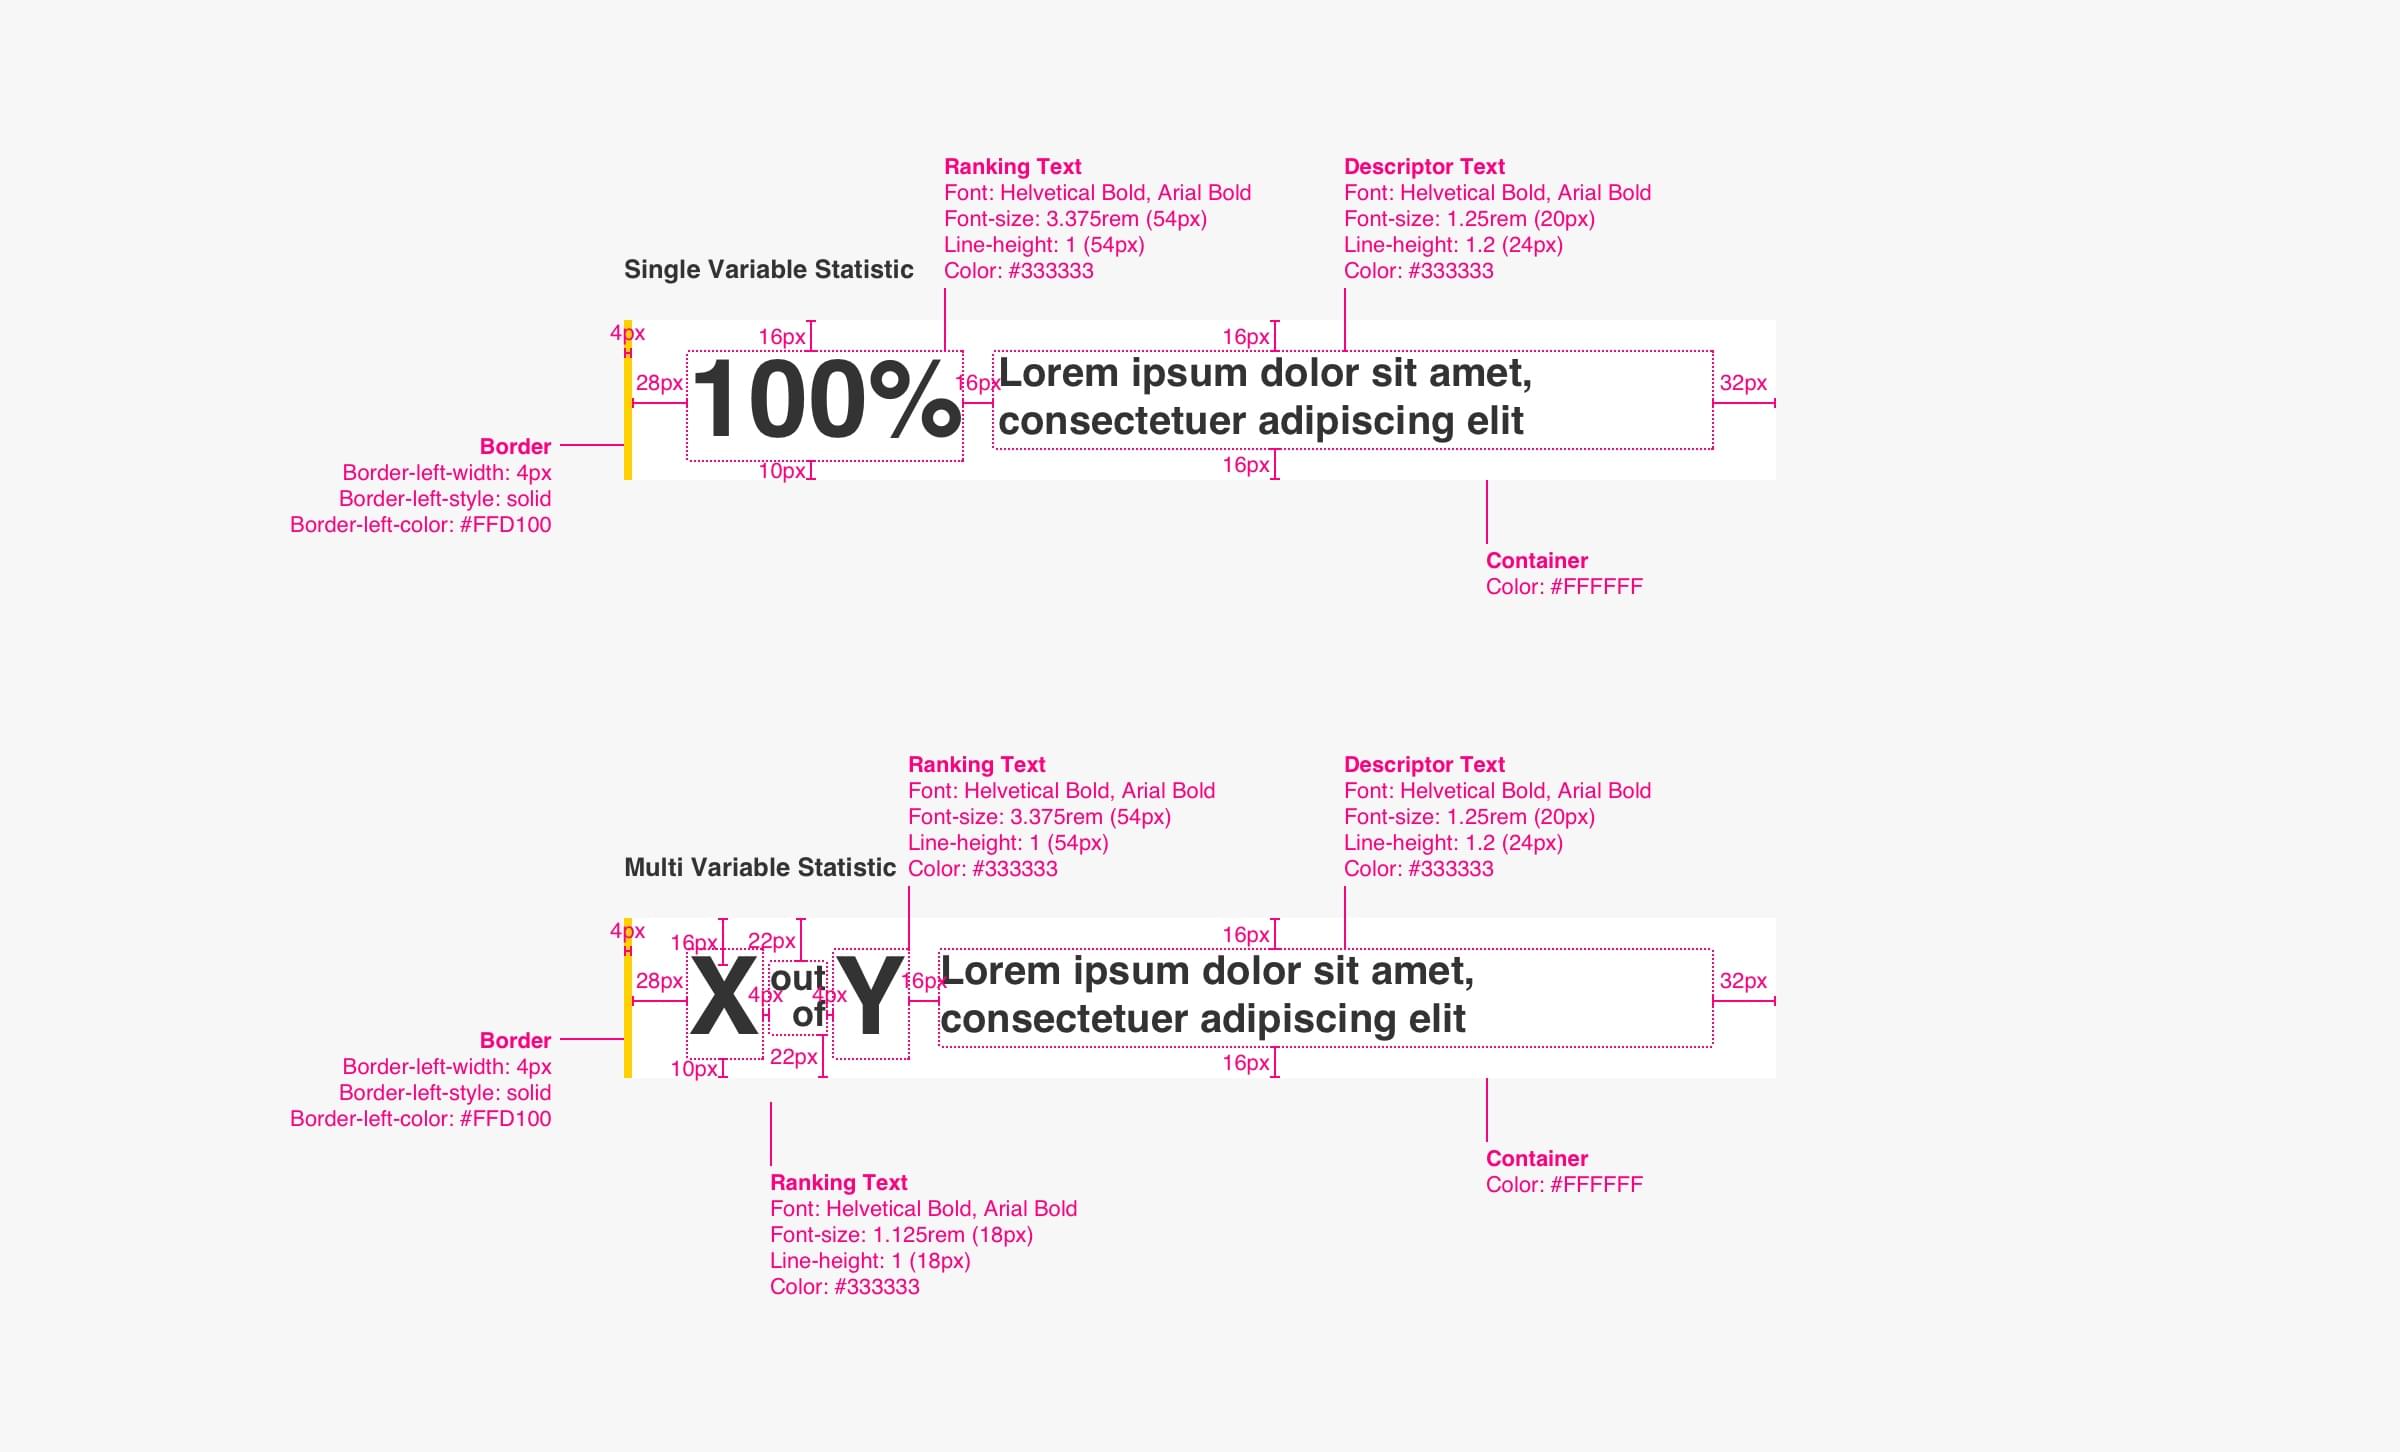 Ranking Text
Font: Helvetical Bold, Arial Bold
Font-size: 3.375rem (54px)
Line-height: 1 (54px)
Color: #333333
Descriptor Text
Font: Helvetical Bold, Arial Bold
Font-size: 1.25rem (20px)
Line-height: 1.2 (24px)
Color: #333333
Single Variable Statistic
4px
16px
16px
28px
100%
16px
Lorem ipsum dolor sit amet,
consectetuer adipiscing elit
32px
10px
16px
Border
Border-left-width: 4px
Border-left-style: solid
Border-left-color: #FFD100
Container
Color: #FFFFFF
Ranking Text
Font: Helvetical Bold, Arial Bold
Font-size: 3.375rem (54px)
Line-height: 1 (54px)
Color: #333333
Descriptor Text
Font: Helvetical Bold, Arial Bold
Font-size: 1.25rem (20px)
Line-height: 1.2 (24px)
Color: #333333
Multi Variable Statistic
4px
16px
22px
16px
28px
X
4px
out
of
4px
Y
16px
Lorem ipsum dolor sit amet,
consectetuer adipiscing elit
32px
10px
22px
16px
Border
Border-left-width: 4px
Border-left-style: solid
Border-left-color: #FFD100
Container
Color: #FFFFFF
Ranking Text
Font: Helvetical Bold, Arial Bold
Font-size: 1.125rem (18px)
Line-height: 1 (18px)
Color: #333333